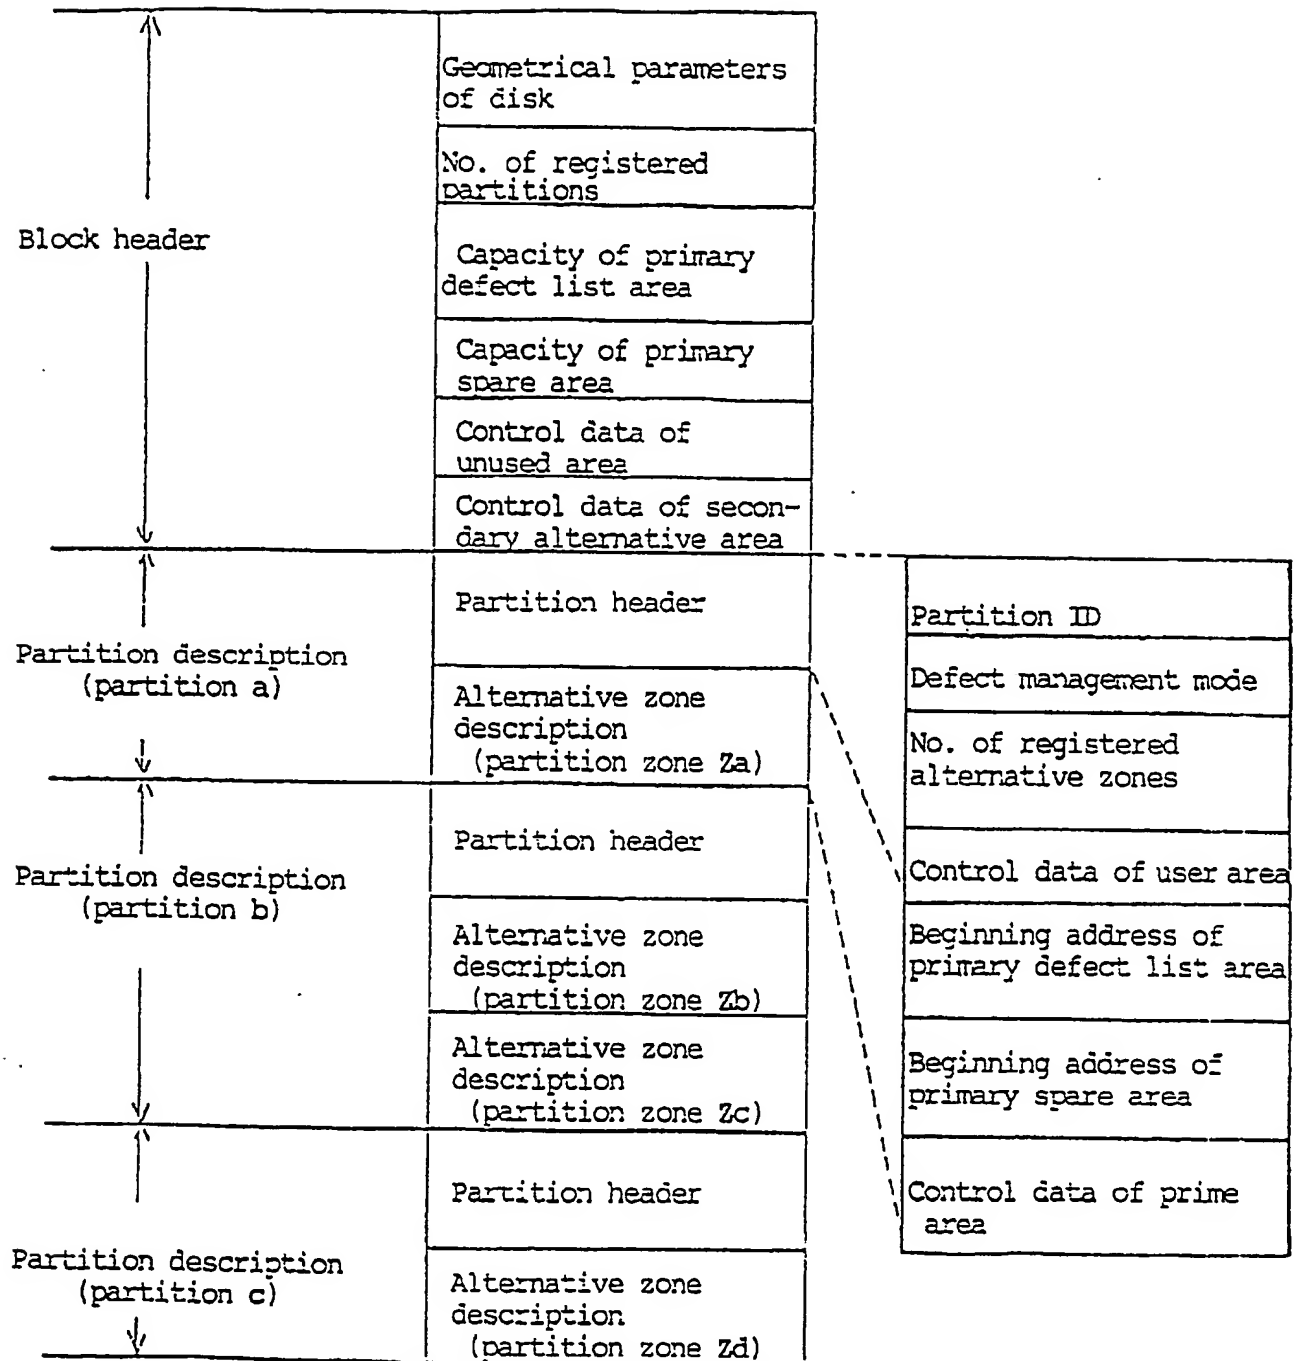 Geometrical parameters
of disk
No. of registered
partitions
Block header
Capacity of primary
defect list area
Capacity of primary
spare area
Control data of
unused area
Control data of secon-
dary alternative area
Partition header
Partition description
(partition a)
Alternative zone
description
(partition zone Za)
Partition header
Partition description
(partition b)
Alternative zone
description
(partition zone Zb)
Alternative zone
description
(partition zone Zc)
Partition header
Partition description
(partition c)
Alternative zone
description
(partition zone Zd)
Partition ID
Defect management mode
No. of registered
alternative zones
Control data of user area
Beginning address of
primary defect list area
Beginning address of
primary spare area
Control data of prime
area